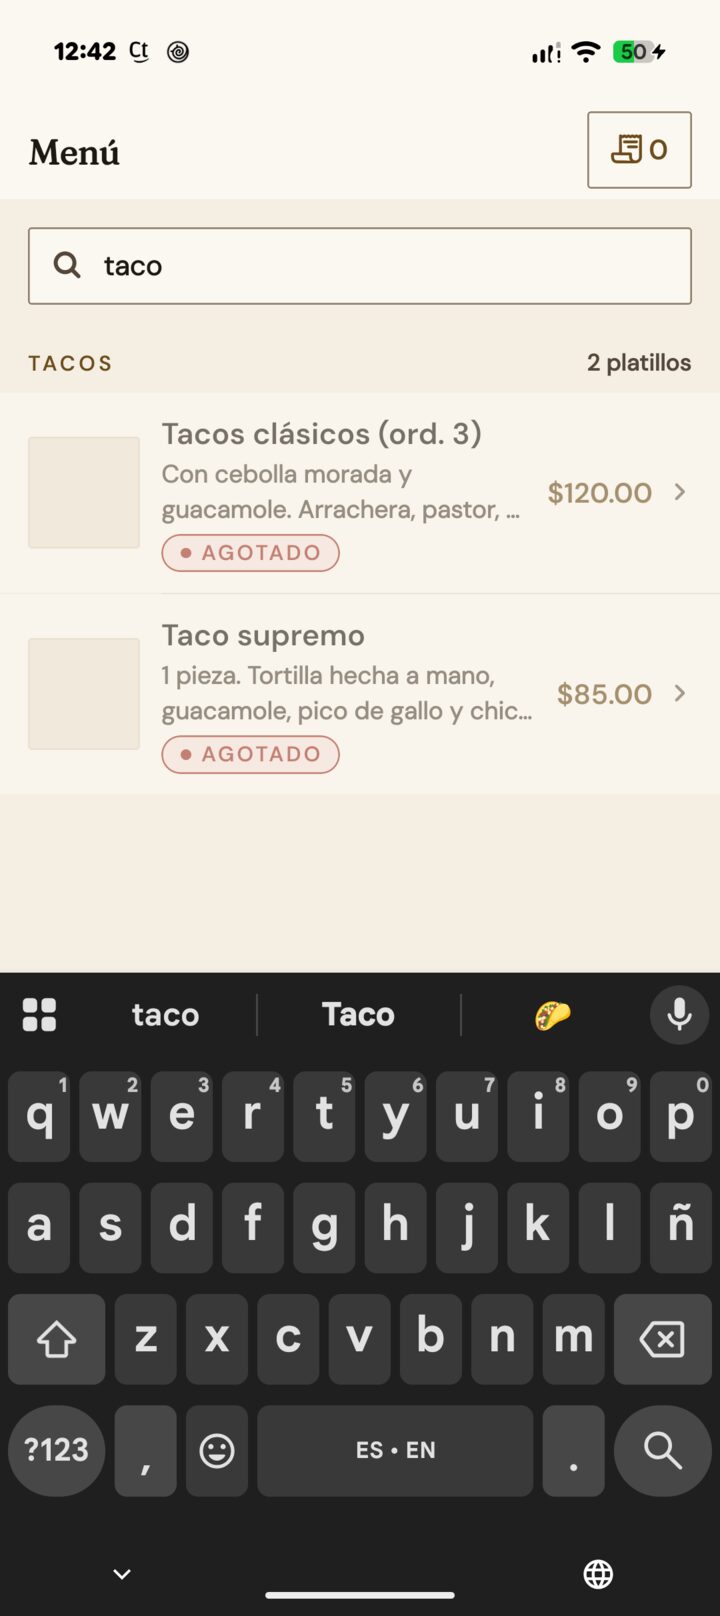 12:42 Ct
50
Menú
0
taco
TACOS
2 platillos
Tacos clásicos (ord. 3)
Con cebolla morada y
guacamole. Arrachera, pastor, ...
$120.00
AGOTADO
Taco supremo
1 pieza. Tortilla hecha a mano,
guacamole, pico de gallo y chic...
$85.00
AGOTADO
taco Taco
1 2 3 4 5 6 7 8 9 0
q w e r t y u i o p
a s d f g h j k l ñ
z x c v b n m
?123 , ES • EN .